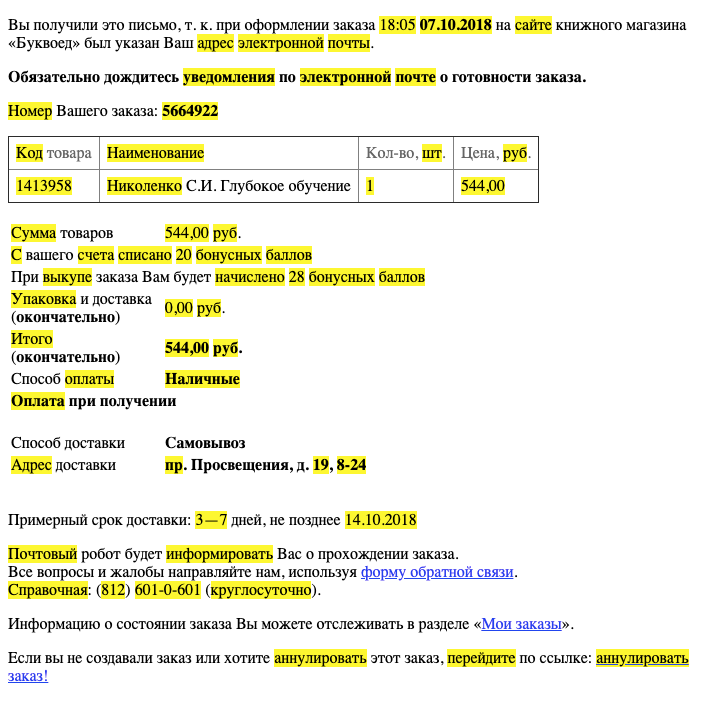 Вы получили это письмо, т. к. при оформлении заказа 18:05 07.10.2018 на сайте книжного магазина
«Буквоед» был указан Ваш адрес электронной почты.
Обязательно дождитесь уведомления по электронной почте о готовности заказа.
Номер Вашего заказа: 5664922
Код товара Наименование Кол-во, шт. Цена, руб.
1413958 Николенко С.И. Глубокое обучение 1 544,00
Сумма товаров 544,00 руб.
С вашего счета списано 20 бонусных баллов
При выкупе заказа Вам будет начислено 28 бонусных баллов
Упаковка и доставка
(окончательно) 0,00 руб.
Итого
(окончательно) 544,00 руб.
Способ оплаты Наличные
Оплата при получении
Способ доставки Самовывоз
Адрес доставки пр. Просвещения, д. 19, 8-24
Примерный срок доставки: 3—7 дней, не позднее 14.10.2018
Почтовый робот будет информировать Вас о прохождении заказа.
Все вопросы и жалобы направляйте нам, используя форму обратной связи.
Справочная: (812) 601-0-601 (круглосуточно).
Информацию о состоянии заказа Вы можете отслеживать в разделе «Мои заказы».
Если вы не создавали заказ или хотите аннулировать этот заказ, перейдите по ссылке: аннулировать
заказ!